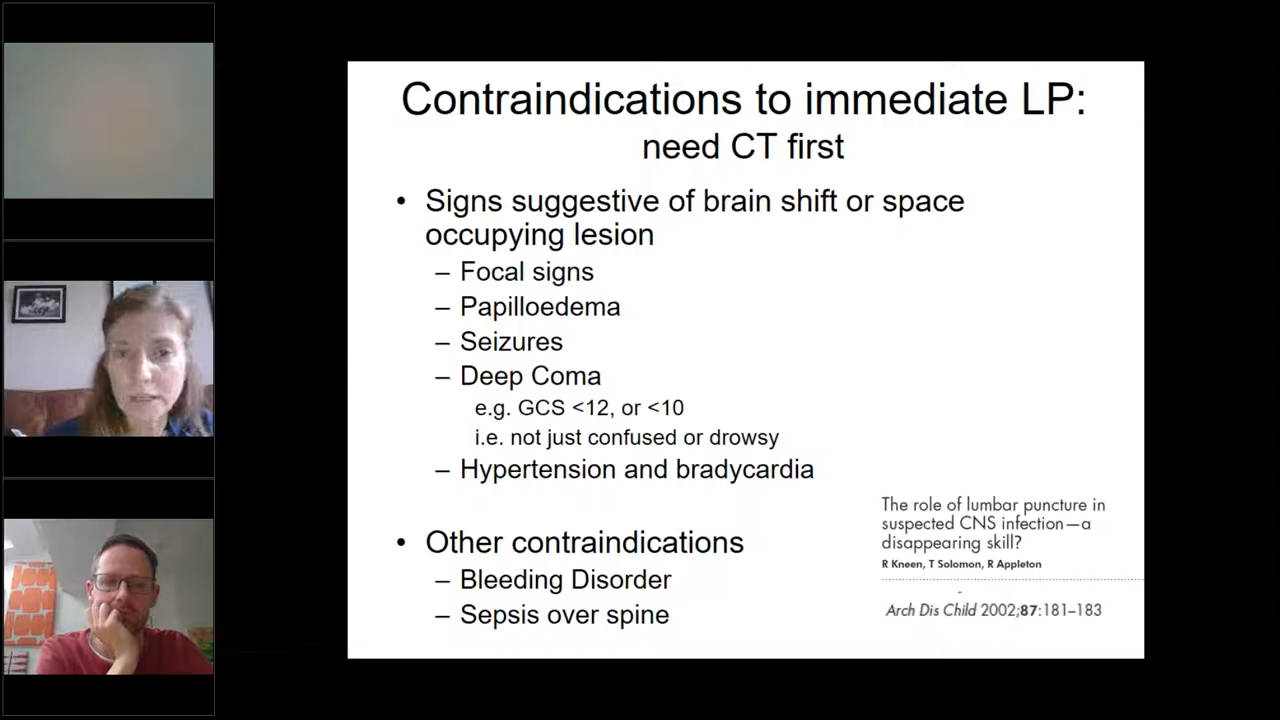 Contraindications to immediate LP:
need CT first
• Signs suggestive of brain shift or space
occupying lesion
– Focal signs
– Papilloedema
– Seizures
– Deep Coma
e.g. GCS <12, or <10
i.e. not just confused or drowsy
– Hypertension and bradycardia
• Other contraindications
– Bleeding Disorder
– Sepsis over spine
The role of lumbar puncture in
suspected CNS infection—a
disappearing skill?
R Kneen, T Solomon, R Appleton
Arch Dis Child 2002;87:181–183